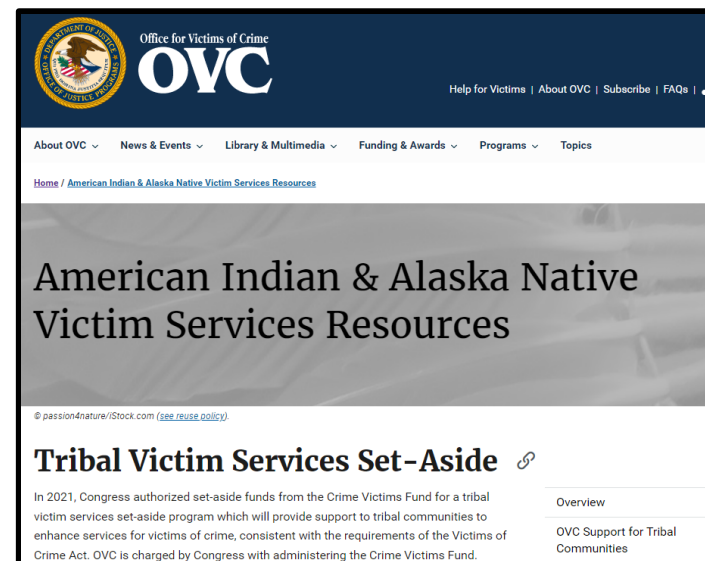 Office for Victims of Crime
OVC
Help for Victims | About OVC | Subscribe | FAQs |
About OVC News & Events Library & Multimedia Funding & Awards Programs Topics
Home / American Indian & Alaska Native Victim Services Resources
American Indian & Alaska Native
Victim Services Resources
© passion4nature/iStock.com (see reuse policy).
Tribal Victim Services Set-Aside
In 2021, Congress authorized set-aside funds from the Crime Victims Fund for a tribal
victim services set-aside program which will provide support to tribal communities to
enhance services for victims of crime, consistent with the requirements of the Victims of
Crime Act. OVC is charged by Congress with administering the Crime Victims Fund.
Overview
OVC Support for Tribal
Communities